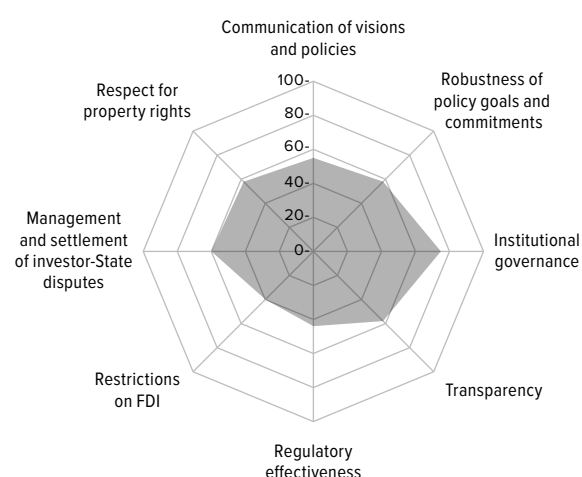 Communication of visions
and policies
Robustness of
policy goals and
commitments
Institutional
governance
Transparency
Regulatory
effectiveness
Restrictions
on FDI
Management
and settlement
of investor-State
disputes
Respect for
property rights
100-
80-
60-
40-
20-
0-